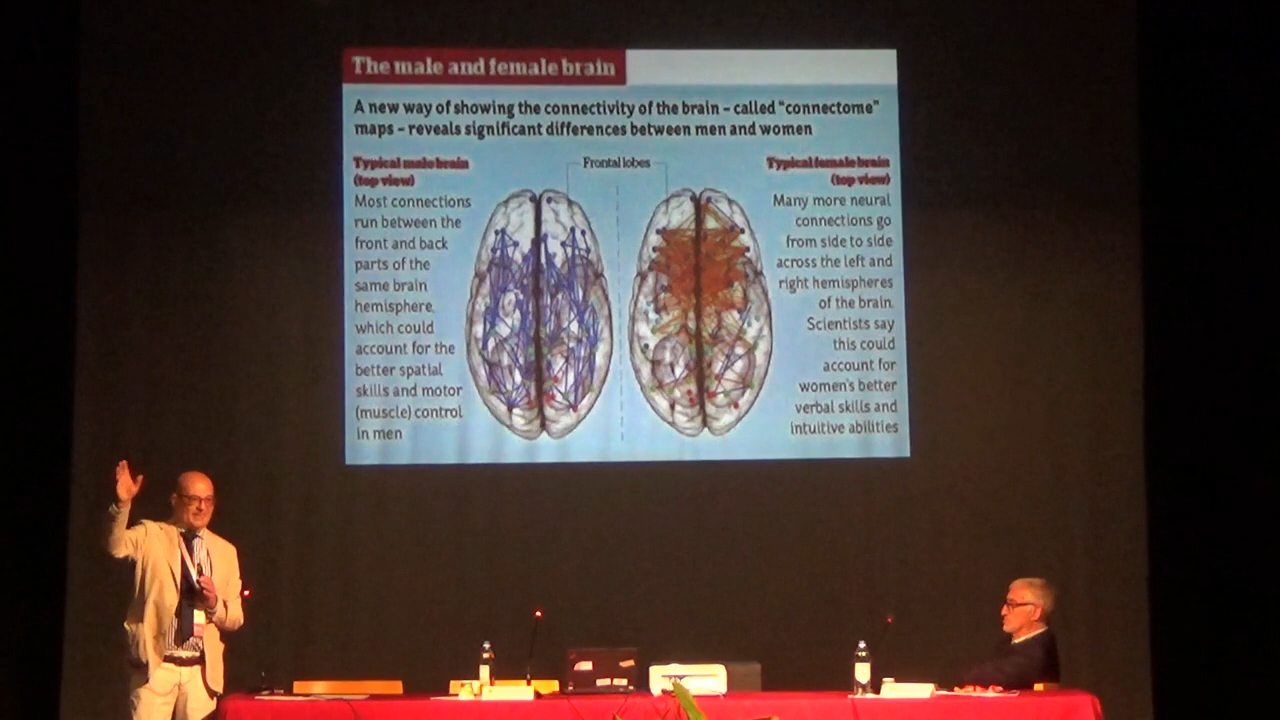 The male and female brain
A new way of showing the connectivity of the brain – called “connectome”
maps – reveals significant differences between men and women
Typical male brain
(top view)
Most connections
run between the
front and back
parts of the
same brain
hemisphere,
which could
account for the
better spatial
skills and motor
(muscle) control
in men
Frontal lobes
Typical female brain
(top view)
Many more neural
connections go
from side to side
across the left and
right hemispheres
of the brain.
Scientists say
this could
account for
women's better
verbal skills and
intuitive abilities